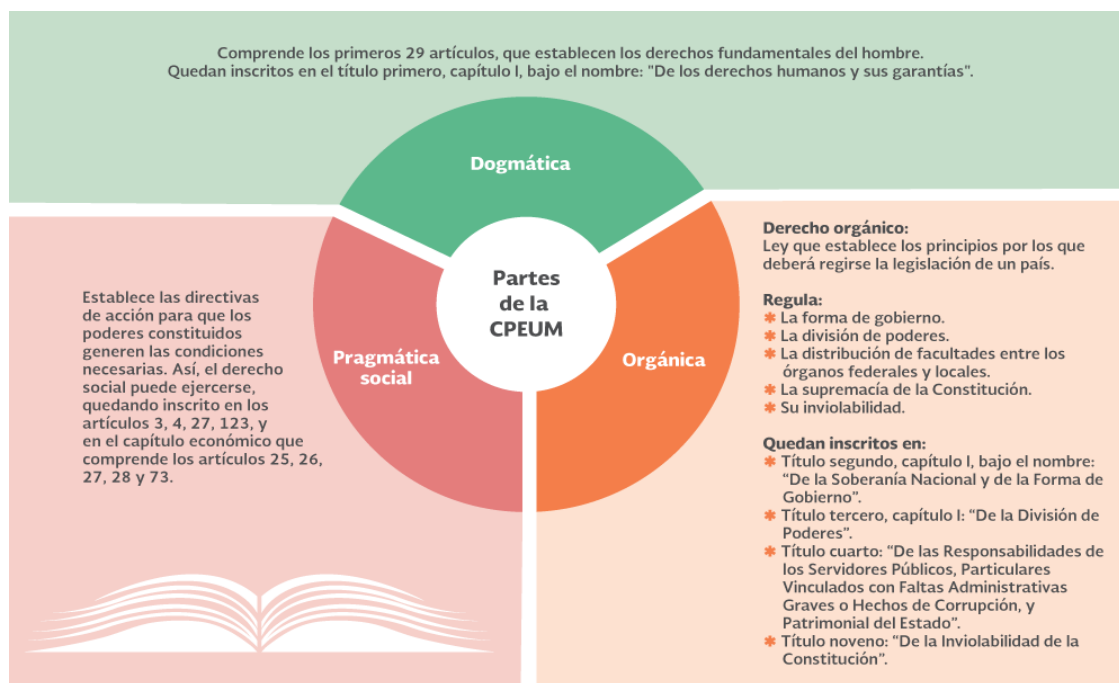 Comprende los primeros 29 artículos, que establecen los derechos fundamentales del hombre.
Quedan inscritos en el título primero, capítulo I, bajo el nombre: "De los derechos humanos y sus garantías".
Dogmática
Partes
de la
CPEUM
Pragmática
social
Orgánica
Establece las directivas
de acción para que los
poderes constituidos
generen las condiciones
necesarias. Así, el derecho
social puede ejercerse,
quedando inscrito en los
artículos 3, 4, 27, 123, y
en el capítulo económico que
comprende los artículos 25, 26,
27, 28 y 73.
Derecho orgánico:
Ley que establece los principios por los que
deberá regirse la legislación de un país.
Regula:
✱ La forma de gobierno.
✱ La división de poderes.
✱ La distribución de facultades entre los
órganos federales y locales.
✱ La supremacía de la Constitución.
✱ Su inviolabilidad.
Quedan inscritos en:
✱ Título segundo, capítulo I, bajo el nombre:
“De la Soberanía Nacional y de la Forma de
Gobierno”.
✱ Título tercero, capítulo I: “De la División de
Poderes”.
✱ Título cuarto: “De las Responsabilidades de
los Servidores Públicos, Particulares
Vinculados con Faltas Administrativas
Graves o Hechos de Corrupción, y
Patrimonial del Estado”.
✱ Título noveno: “De la Inviolabilidad de la
Constitución”.